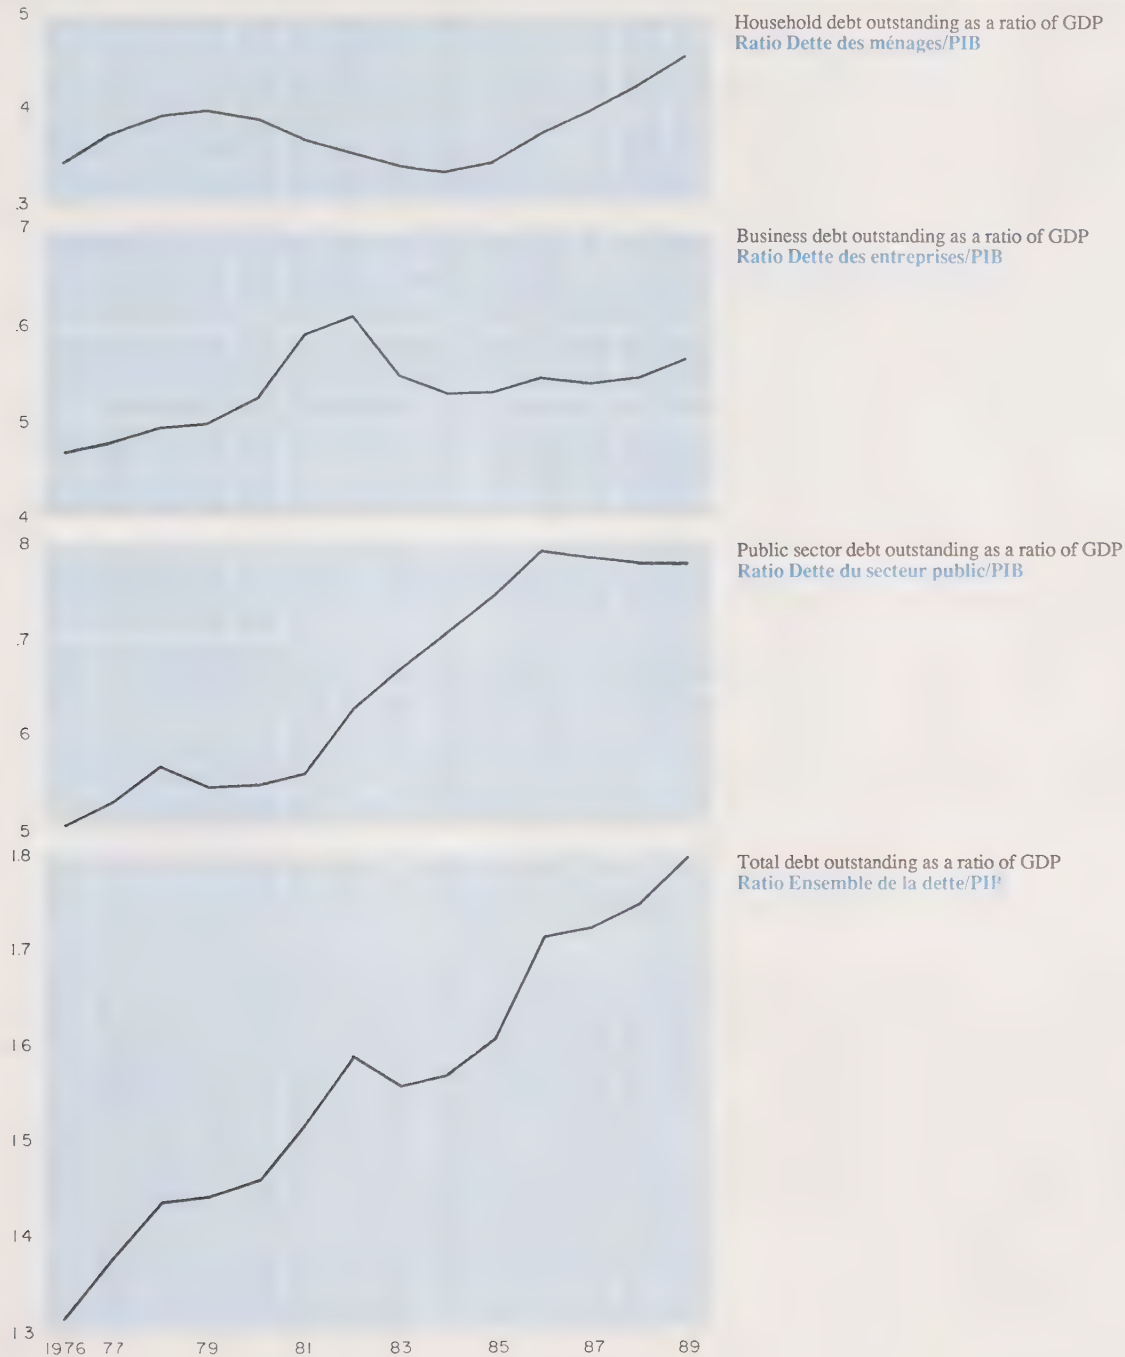 5
Household debt outstanding as a ratio of GDP
Ratio Dette des ménages/PIB
4
.3
7
Business debt outstanding as a ratio of GDP
Ratio Dette des entreprises/PIB
.6
5
4
8
Public sector debt outstanding as a ratio of GDP
Ratio Dette du secteur public/PIB
.7
6
5
1.8
Total debt outstanding as a ratio of GDP
Ratio Ensemble de la dette/PIB
1.7
1 6
1 5
1 4
1 3
1976 77 79 81 83 85 87 89